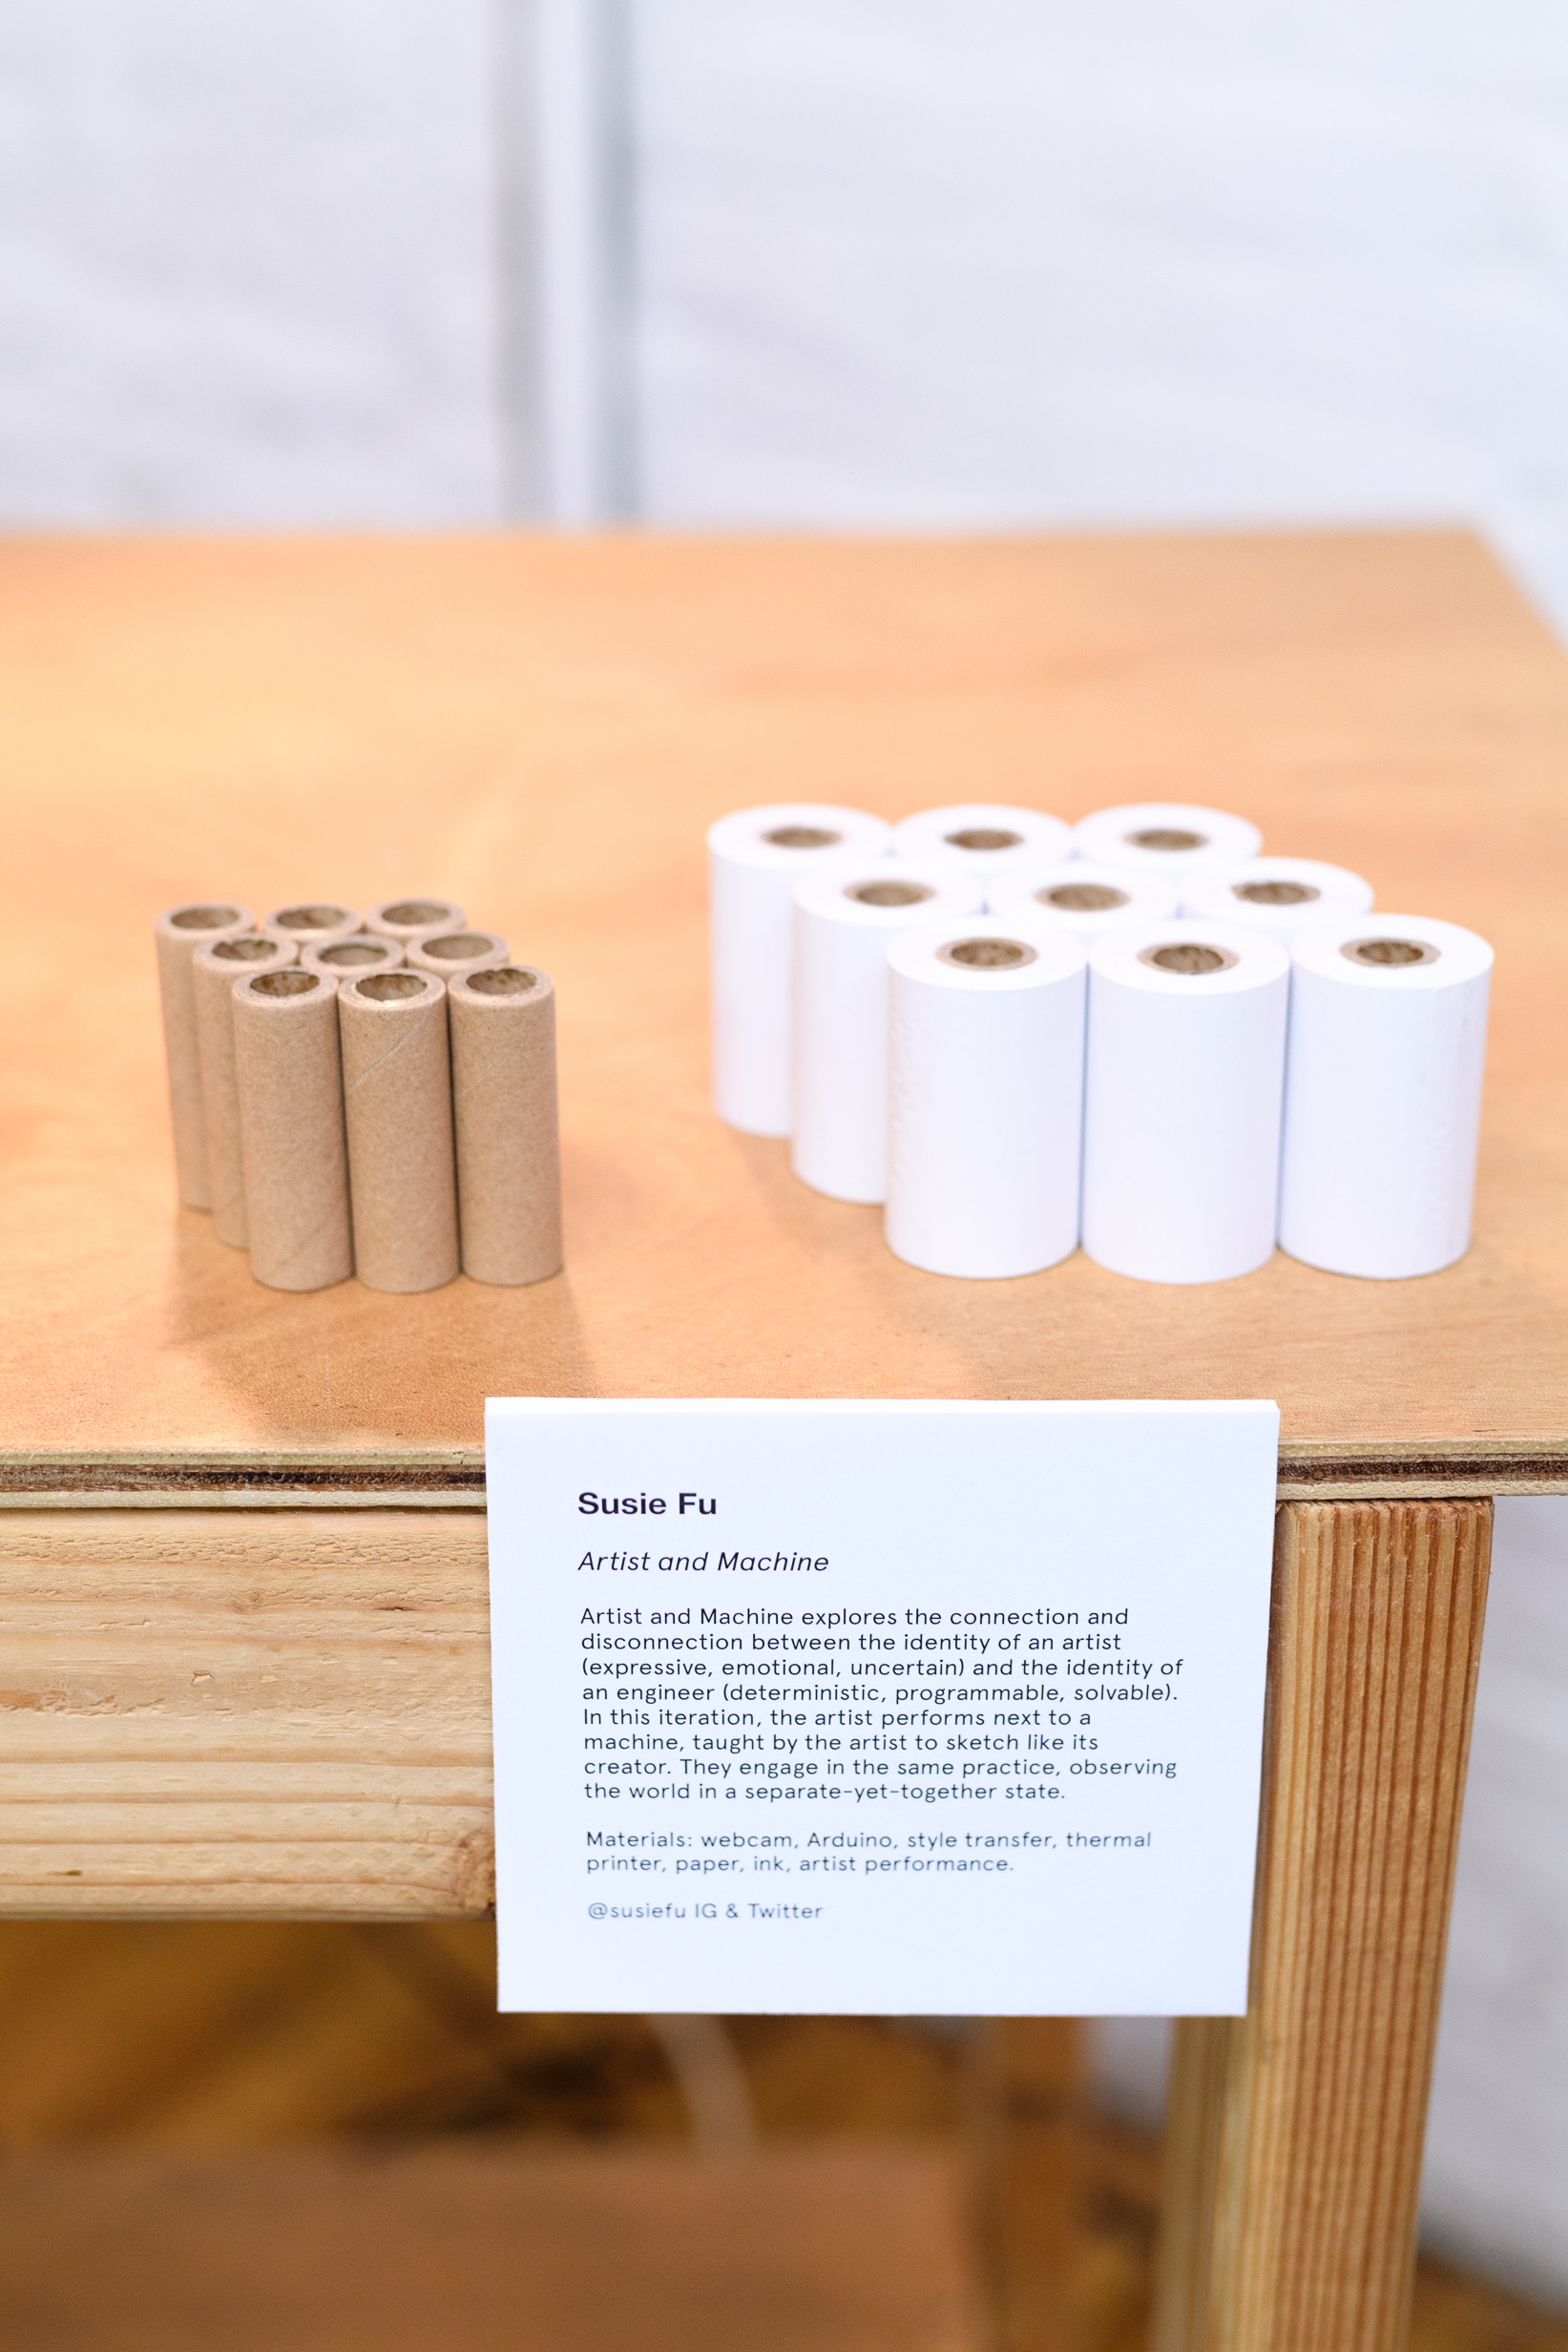 Susie Fu
Artist and Machine
Artist and Machine explores the connection and
disconnection between the identity of an artist
(expressive, emotional, uncertain) and the identity of
an engineer (deterministic, programmable, solvable).
In this iteration, the artist performs next to a
machine, taught by the artist to sketch like its
creator. They engage in the same practice, observing
the world in a separate-yet-together state.
Materials: webcam, Arduino, style transfer, thermal
printer, paper, ink, artist performance.
@susiefu IG & Twitter